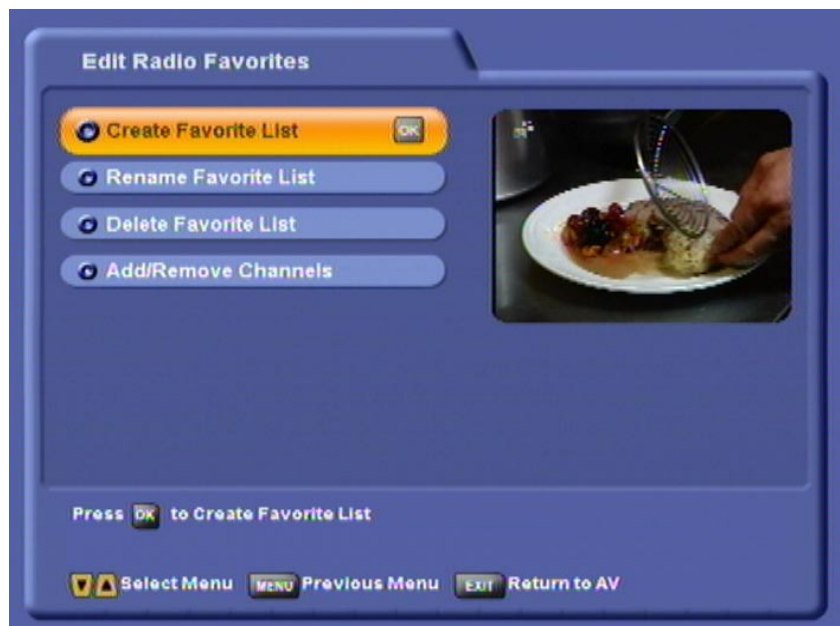 Edit Radio Favorites
Create Favorite List OK
Rename Favorite List
Delete Favorite List
Add/Remove Channels
Press OK to Create Favorite List
Select Menu MENU Previous Menu EXIT Return to AV